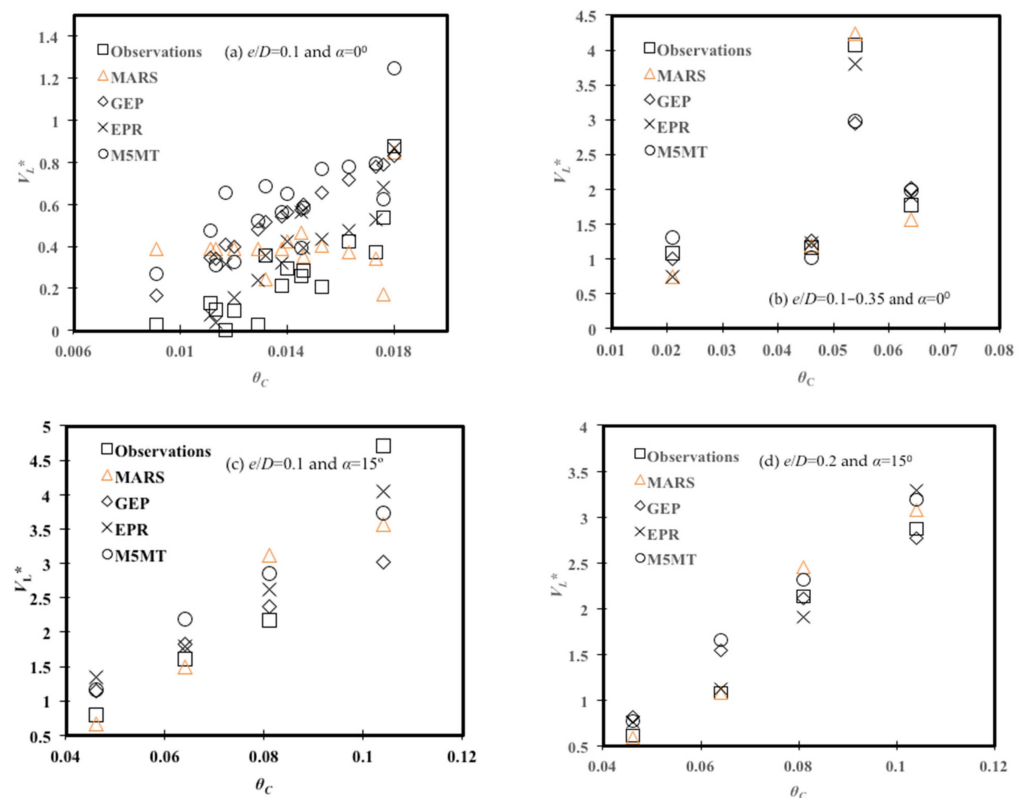 1.4
1.2
1
0.8
0.6
0.4
0.2
0
V_L*
Observations
MARS
GEP
EPR
M5MT
(a) e/D=0.1 and α=0⁰
0.006 0.01 0.014 0.018
θ_C
4.5
4
3.5
3
2.5
2
1.5
1
0.5
0
V_L*
Observations
MARS
GEP
EPR
M5MT
(b) e/D=0.1-0.35 and α=0⁰
0.01 0.02 0.03 0.04 0.05 0.06 0.07 0.08
θ_C
5
4.5
4
3.5
3
2.5
2
1.5
1
0.5
V_L*
Observations
MARS
GEP
EPR
M5MT
(c) e/D=0.1 and α=15⁰
0.04 0.06 0.08 0.1 0.12
θ_C
4
3.5
3
2.5
2
1.5
1
0.5
V_L*
Observations
MARS
GEP
EPR
M5MT
(d) e/D=0.2 and α=15⁰
0.04 0.06 0.08 0.1 0.12
θ_C